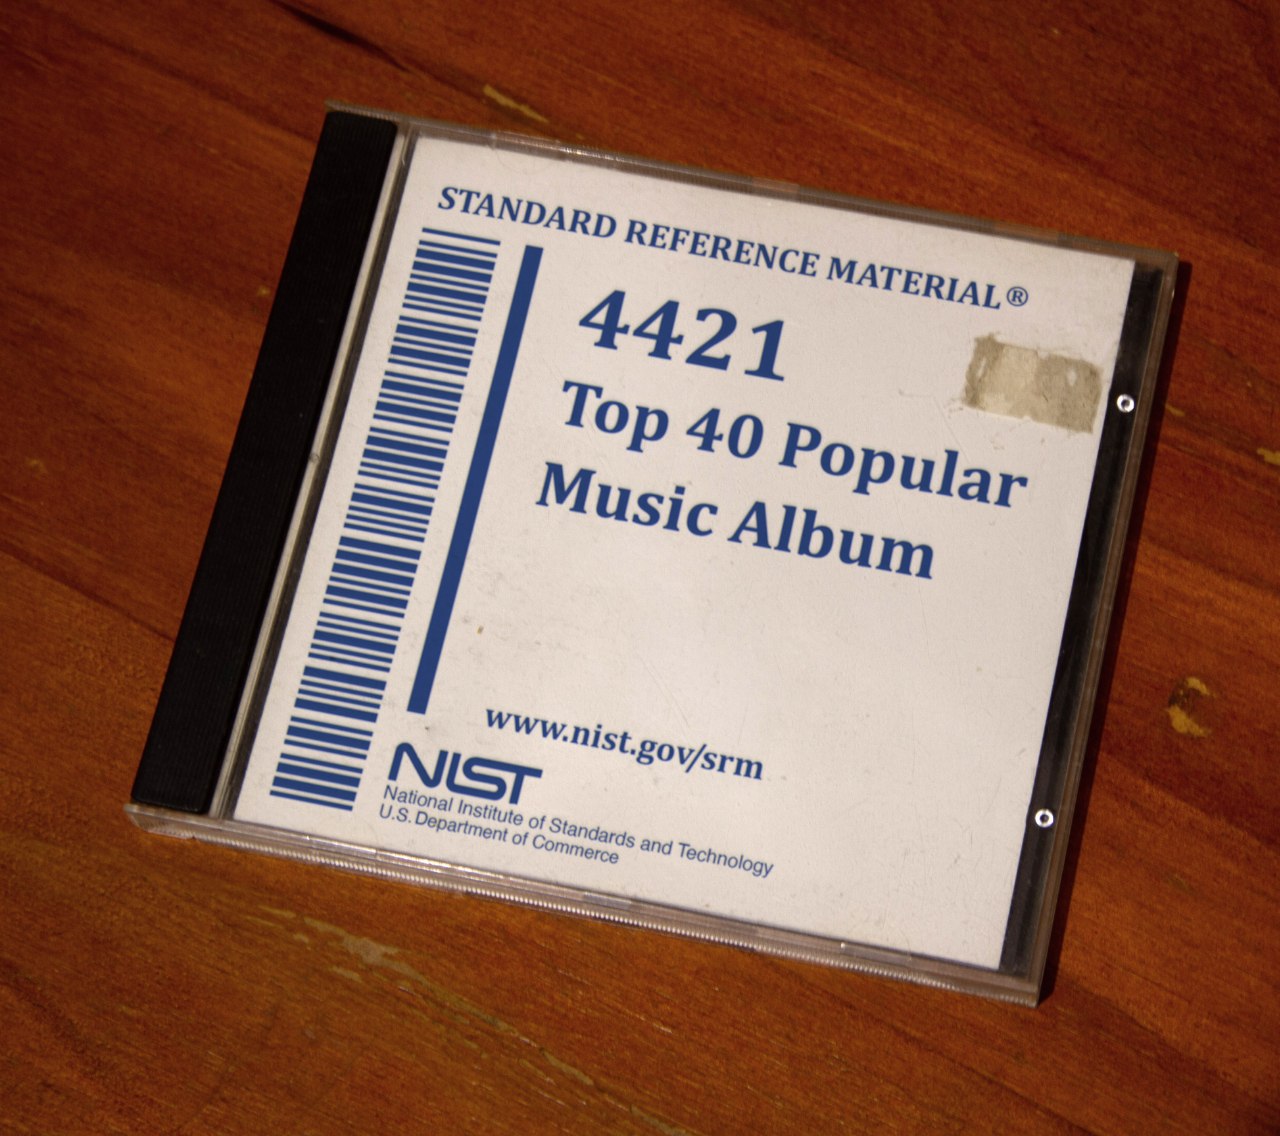 STANDARD REFERENCE MATERIAL®
4421
Top 40 Popular
Music Album
www.nist.gov/srm
NIST
National Institute of Standards and Technology
U.S. Department of Commerce